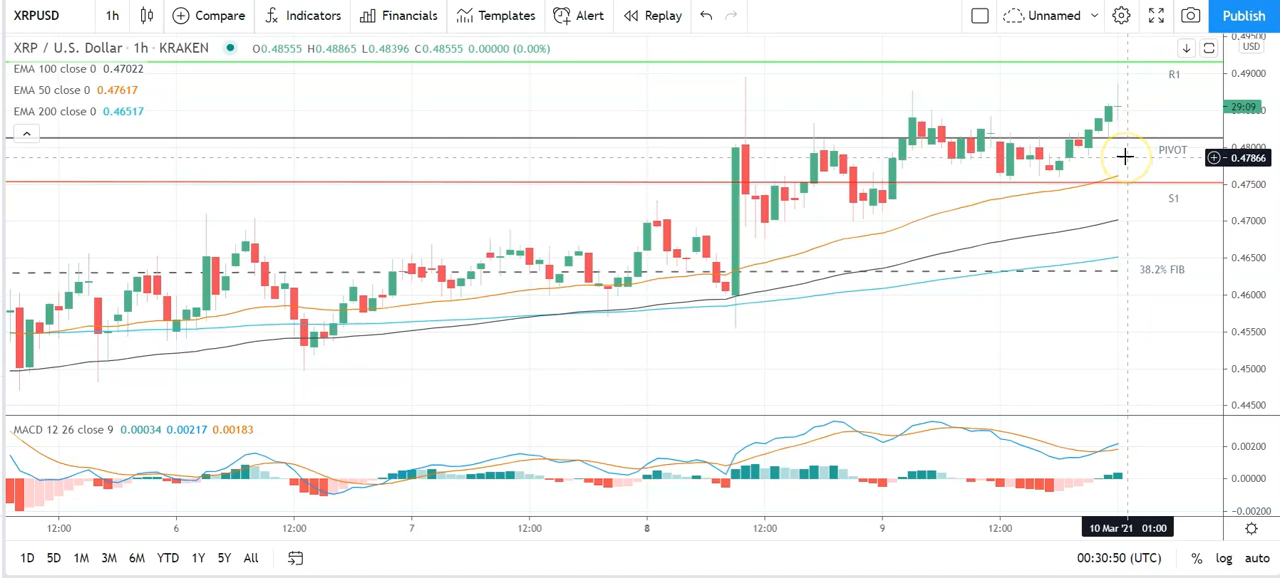 XRPUSD 1h Compare Indicators Financials Templates Alert Replay Unnamed Publish
XRP / U.S. Dollar · 1h · KRAKEN O0.48555 H0.48865 L0.48396 C0.48555 0.00000 (0.00%)
USD
EMA 100 close 0 0.47022
EMA 50 close 0 0.47617
EMA 200 close 0 0.46517
R1
PIVOT
S1
38.2% FIB
0.49000
29:09
0.47866
0.47500
0.47000
0.46500
0.46000
0.45500
0.45000
0.44500
MACD 12 26 close 9 0.00034 0.00217 0.00183
0.00200
0.00000
−0.00200
12:00 6 12:00 7 12:00 8 12:00 9 12:00 10 Mar '21 01:00
1D 5D 1M 3M 6M YTD 1Y 5Y All 00:30:50 (UTC) % log auto